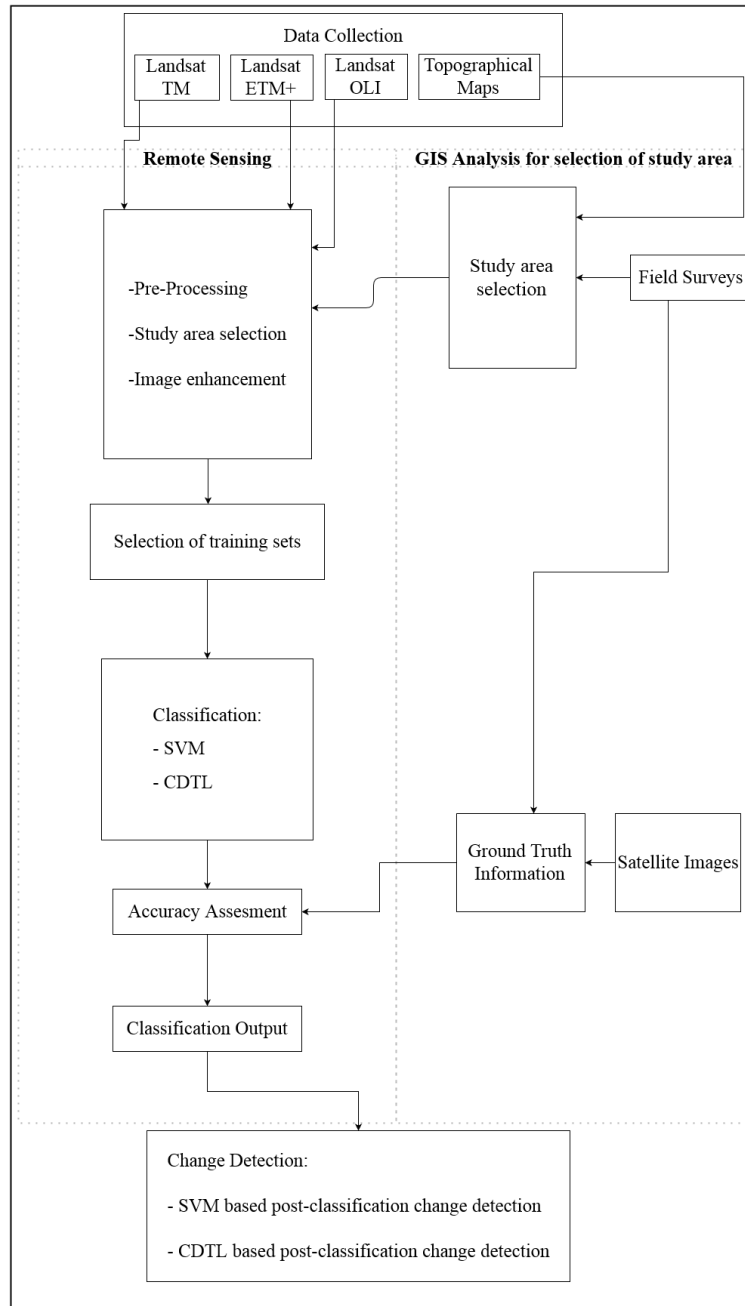 Data Collection
Landsat
TM
Landsat
ETM+
Landsat
OLI
Topographical
Maps
Remote Sensing
GIS Analysis for selection of study area
-Pre-Processing
-Study area selection
-Image enhancement
Study area
selection
Field Surveys
Selection of training sets
Classification:
- SVM
- CDTL
Ground Truth
Information
Satellite Images
Accuracy Assesment
Classification Output
Change Detection:
- SVM based post-classification change detection
- CDTL based post-classification change detection